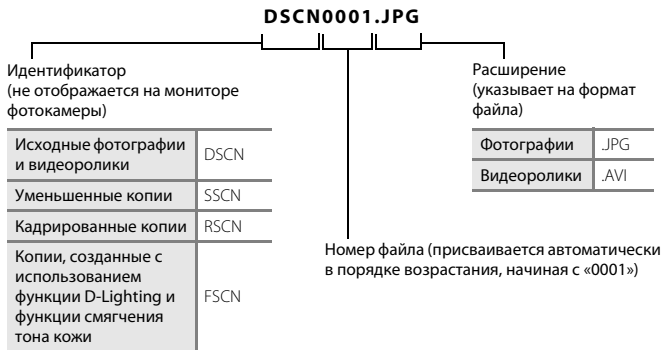 DSCN0001.JPG
Идентификатор
(не отображается на мониторе
фотокамеры)
Исходные фотографии
и видеоролики
DSCN
Уменьшенные копии
SSCN
Кадрированные копии
RSCN
Копии, созданные с
использованием
функции D-Lighting и
функции смягчения
тона кожи
FSCN
Номер файла (присваивается автоматически
в порядке возрастания, начиная с «0001»)
Расширение
(указывает на формат
файла)
Фотографии
.JPG
Видеоролики
.AVI